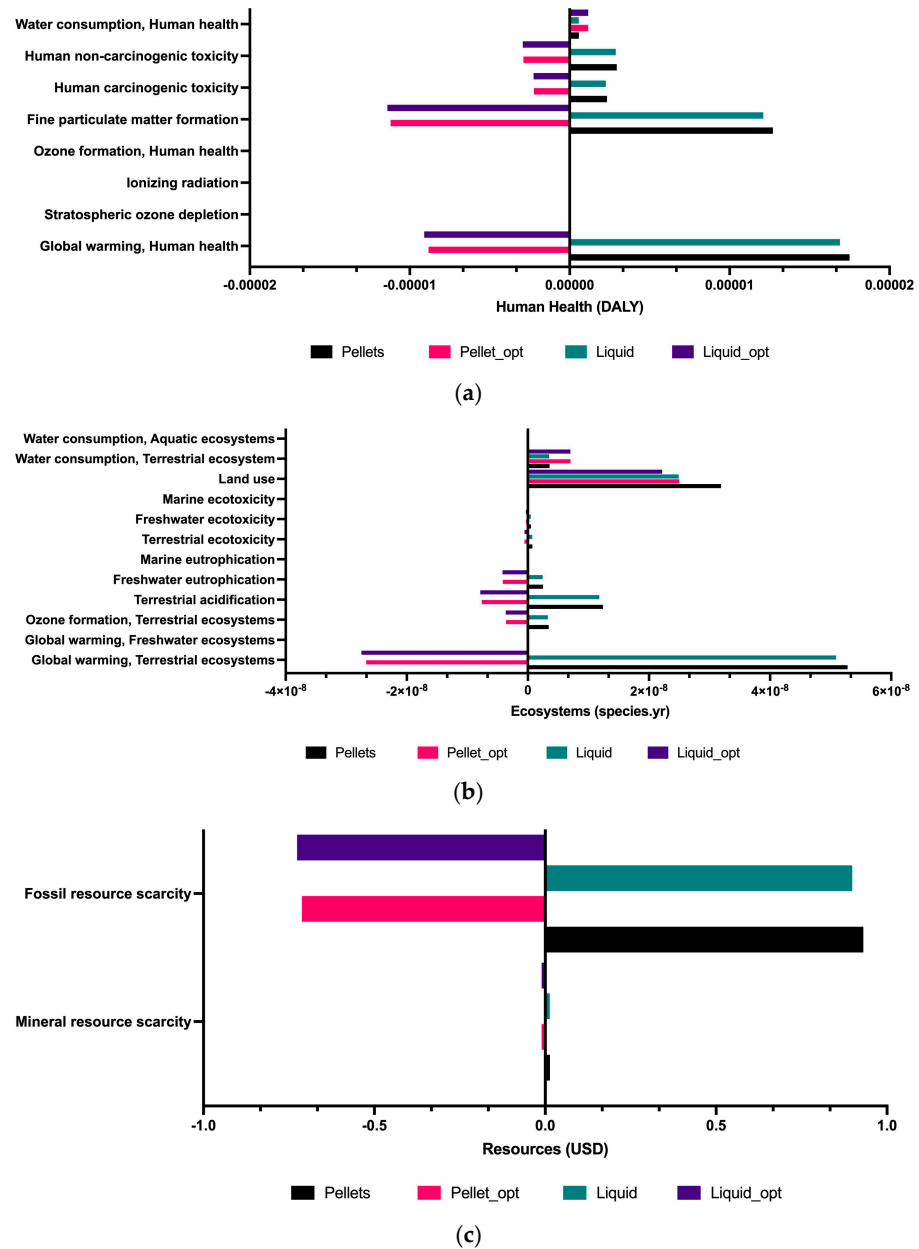 Water consumption, Human health
Human non-carcinogenic toxicity
Human carcinogenic toxicity
Fine particulate matter formation
Ozone formation, Human health
Ionizing radiation
Stratospheric ozone depletion
Global warming, Human health
-0.00002 -0.00001 0.00000 0.00001 0.00002
Human Health (DALY)
Pellets Pellet_opt Liquid Liquid_opt
(a)
Water consumption, Aquatic ecosystems
Water consumption, Terrestrial ecosystem
Land use
Marine ecotoxicity
Freshwater ecotoxicity
Terrestrial ecotoxicity
Marine eutrophication
Freshwater eutrophication
Terrestrial acidification
Ozone formation, Terrestrial ecosystems
Global warming, Freshwater ecosystems
Global warming, Terrestrial ecosystems
-4×10⁻⁸ -2×10⁻⁸ 0 2×10⁻⁸ 4×10⁻⁸ 6×10⁻⁸
Ecosystems (species.yr)
Pellets Pellet_opt Liquid Liquid_opt
(b)
Fossil resource scarcity
Mineral resource scarcity
-1.0 -0.5 0.0 0.5 1.0
Resources (USD)
Pellets Pellet_opt Liquid Liquid_opt
(c)